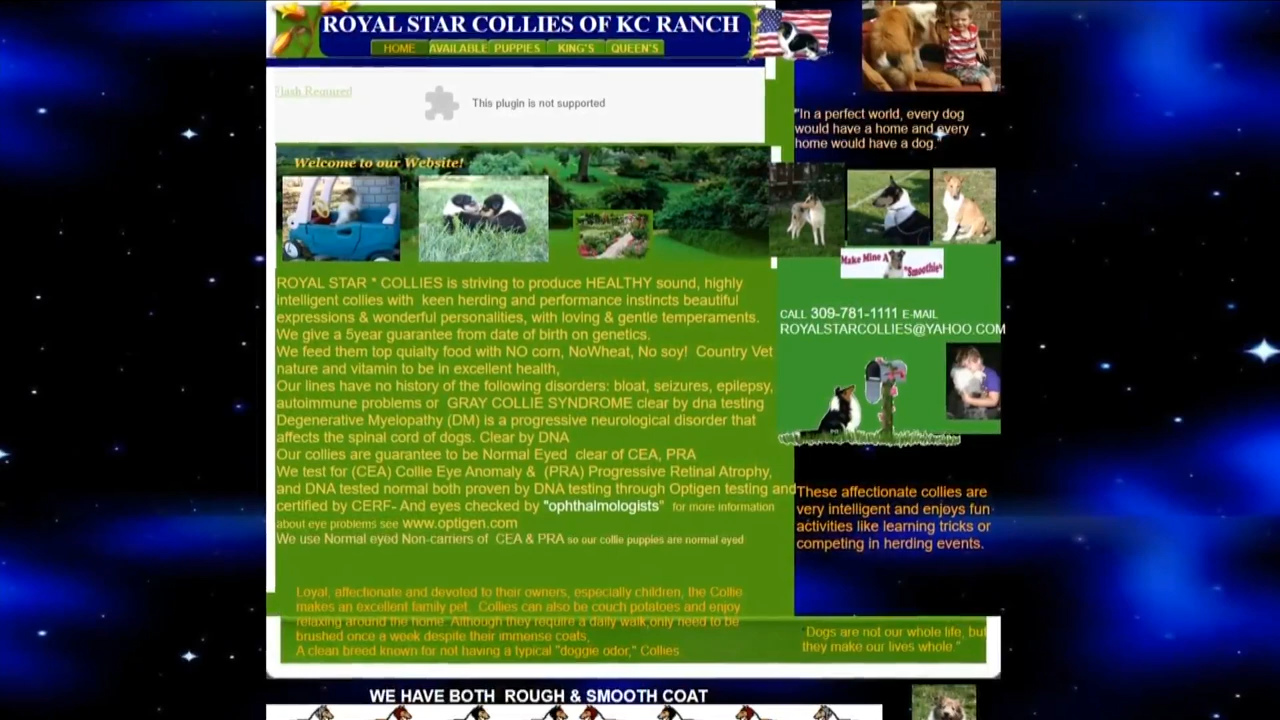 ROYAL STAR COLLIES OF KC RANCH
HOME AVAILABLE PUPPIES KING'S QUEEN'S
Flash Required
This plugin is not supported
"In a perfect world, every dog
would have a home and every
home would have a dog."
Welcome to our Website!
Make Mine A
"Smoothie"
CALL 309-781-1111 E-MAIL
ROYALSTARCOLLIES@YAHOO.COM
ROYAL STAR * COLLIES is striving to produce HEALTHY sound, highly
intelligent collies with keen herding and performance instincts beautiful
expressions & wonderful personalities, with loving & gentle temperaments.
We give a 5year guarantee from date of birth on genetics.
We feed them top quialty food with NO corn, NoWheat, No soy! Country Vet
nature and vitamin to be in excellent health,
Our lines have no history of the following disorders: bloat, seizures, epilepsy,
autoimmune problems or GRAY COLLIE SYNDROME clear by dna testing
Degenerative Myelopathy (DM) is a progressive neurological disorder that
affects the spinal cord of dogs. Clear by DNA
Our collies are guarantee to be Normal Eyed clear of CEA, PRA
We test for (CEA) Collie Eye Anomaly & (PRA) Progressive Retinal Atrophy,
and DNA tested normal both proven by DNA testing through Optigen testing and
certified by CERF- And eyes checked by "ophthalmologists" for more information
about eye problems see www.optigen.com
We use Normal eyed Non-carriers of CEA & PRA so our collie puppies are normal eyed
These affectionate collies are
very intelligent and enjoys fun
activities like learning tricks or
competing in herding events.
Loyal, affectionate and devoted to their owners, especially children, the Collie
makes an excellent family pet. Collies can also be couch potatoes and enjoy
relaxing around the home. Although they require a daily walk,only need to be
brushed once a week despite their immense coats,
A clean breed known for not having a typical "doggie odor," Collies
"Dogs are not our whole life, but
they make our lives whole."
WE HAVE BOTH ROUGH & SMOOTH COAT